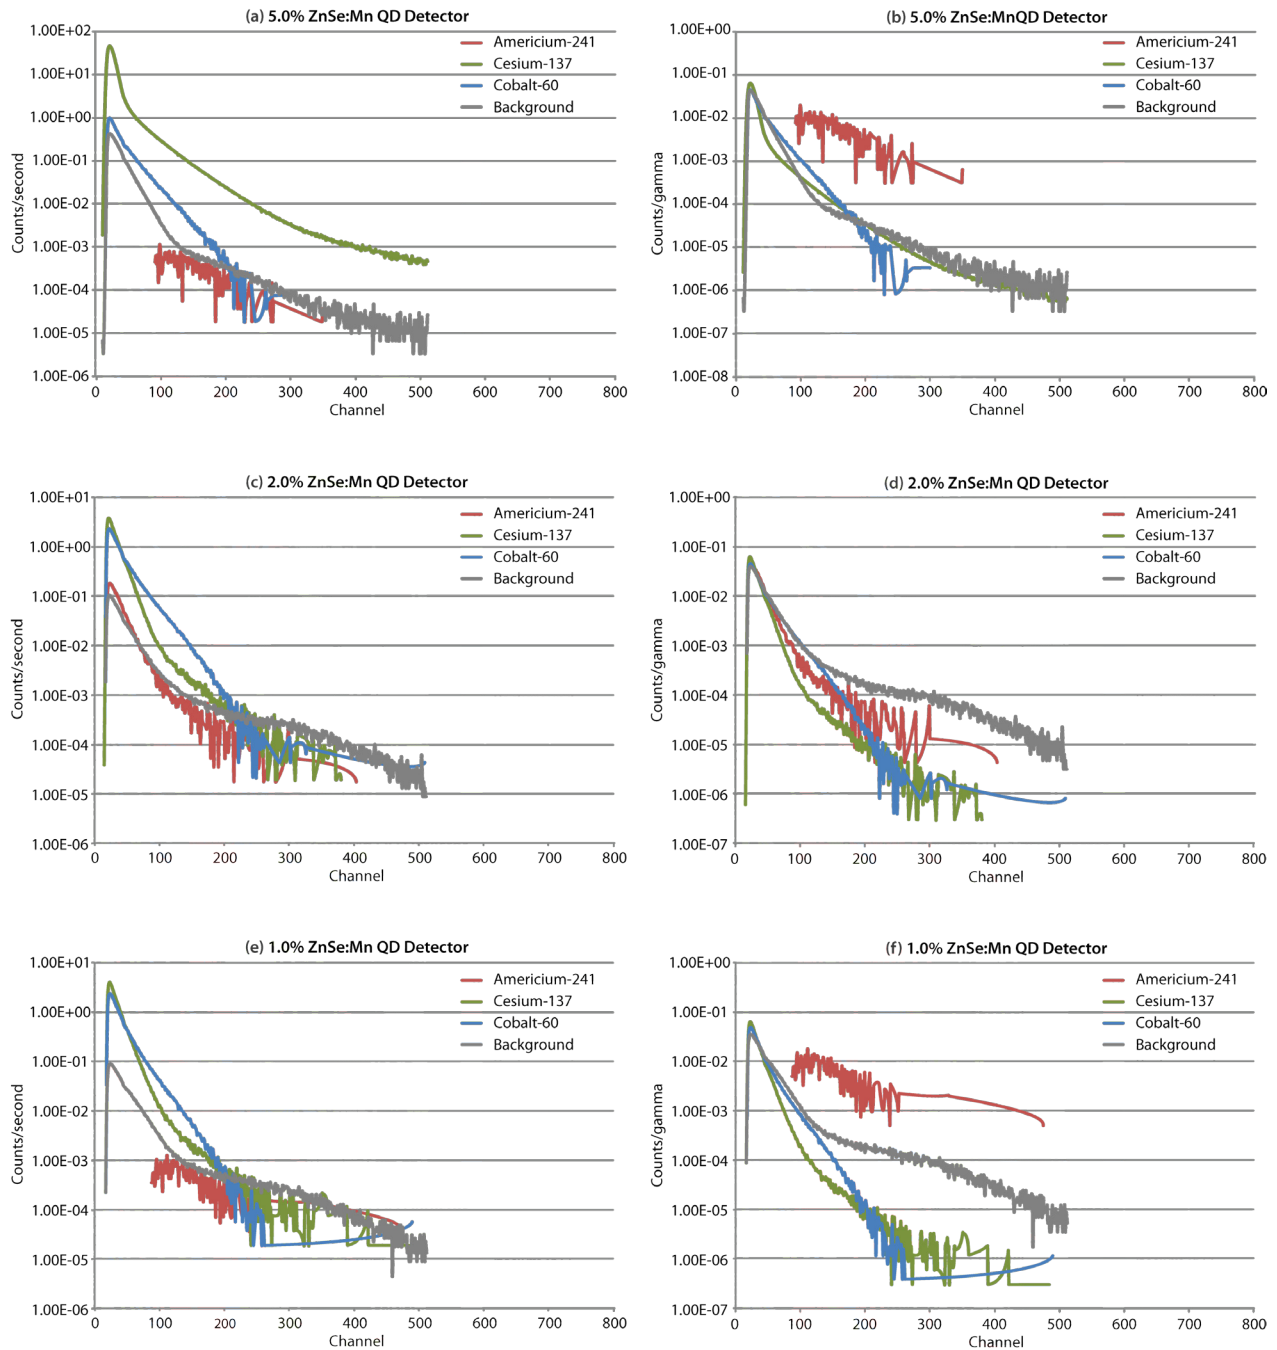 (a) 5.0% ZnSe:Mn QD Detector
1.00E+02
1.00E+01
1.00E+00
1.00E-01
1.00E-02
1.00E-03
1.00E-04
1.00E-05
1.00E-06
Counts/second
0 100 200 300 400 500 600 700 800
Channel
Americium-241
Cesium-137
Cobalt-60
Background
(b) 5.0% ZnSe:MnQD Detector
1.00E+00
1.00E-01
1.00E-02
1.00E-03
1.00E-04
1.00E-05
1.00E-06
1.00E-07
1.00E-08
Counts/gamma
0 100 200 300 400 500 600 700 800
Channel
Americium-241
Cesium-137
Cobalt-60
Background
(c) 2.0% ZnSe:Mn QD Detector
1.00E+01
1.00E+00
1.00E-01
1.00E-02
1.00E-03
1.00E-04
1.00E-05
1.00E-06
Counts/second
0 100 200 300 400 500 600 700 800
Channel
Americium-241
Cesium-137
Cobalt-60
Background
(d) 2.0% ZnSe:Mn QD Detector
1.00E+00
1.00E-01
1.00E-02
1.00E-03
1.00E-04
1.00E-05
1.00E-06
1.00E-07
Counts/gamma
0 100 200 300 400 500 600 700 800
Channel
Americium-241
Cesium-137
Cobalt-60
Background
(e) 1.0% ZnSe:Mn QD Detector
1.00E+01
1.00E+00
1.00E-01
1.00E-02
1.00E-03
1.00E-04
1.00E-05
1.00E-06
Counts/second
0 100 200 300 400 500 600 700 800
Channel
Americium-241
Cesium-137
Cobalt-60
Background
(f) 1.0% ZnSe:Mn QD Detector
1.00E+00
1.00E-01
1.00E-02
1.00E-03
1.00E-04
1.00E-05
1.00E-06
1.00E-07
Counts/gamma
0 100 200 300 400 500 600 700 800
Channel
Americium-241
Cesium-137
Cobalt-60
Background